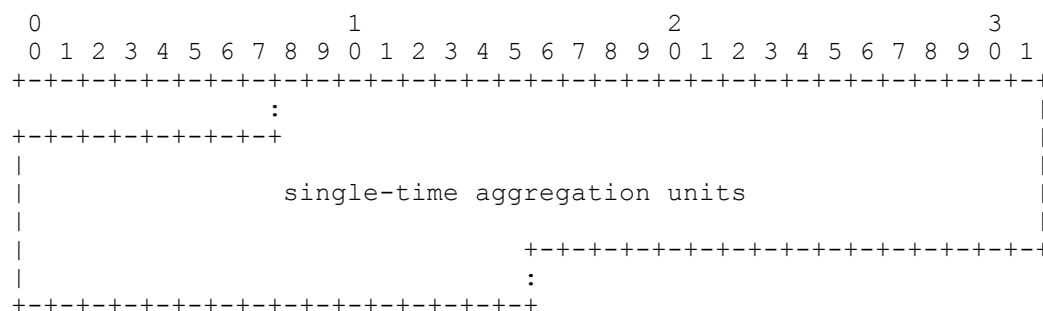 0                   1                   2                   3
 0 1 2 3 4 5 6 7 8 9 0 1 2 3 4 5 6 7 8 9 0 1 2 3 4 5 6 7 8 9 0 1
+-+-+-+-+-+-+-+-+-+-+-+-+-+-+-+-+-+-+-+-+-+-+-+-+-+-+-+-+-+-+-+-+
                :                                               |
+-+-+-+-+-+-+-+-+                                               |
|                                                               |
|                single-time aggregation units                  |
|                                                               |
|                               +-+-+-+-+-+-+-+-+-+-+-+-+-+-+-+-+
|                               :
+-+-+-+-+-+-+-+-+-+-+-+-+-+-+-+-+